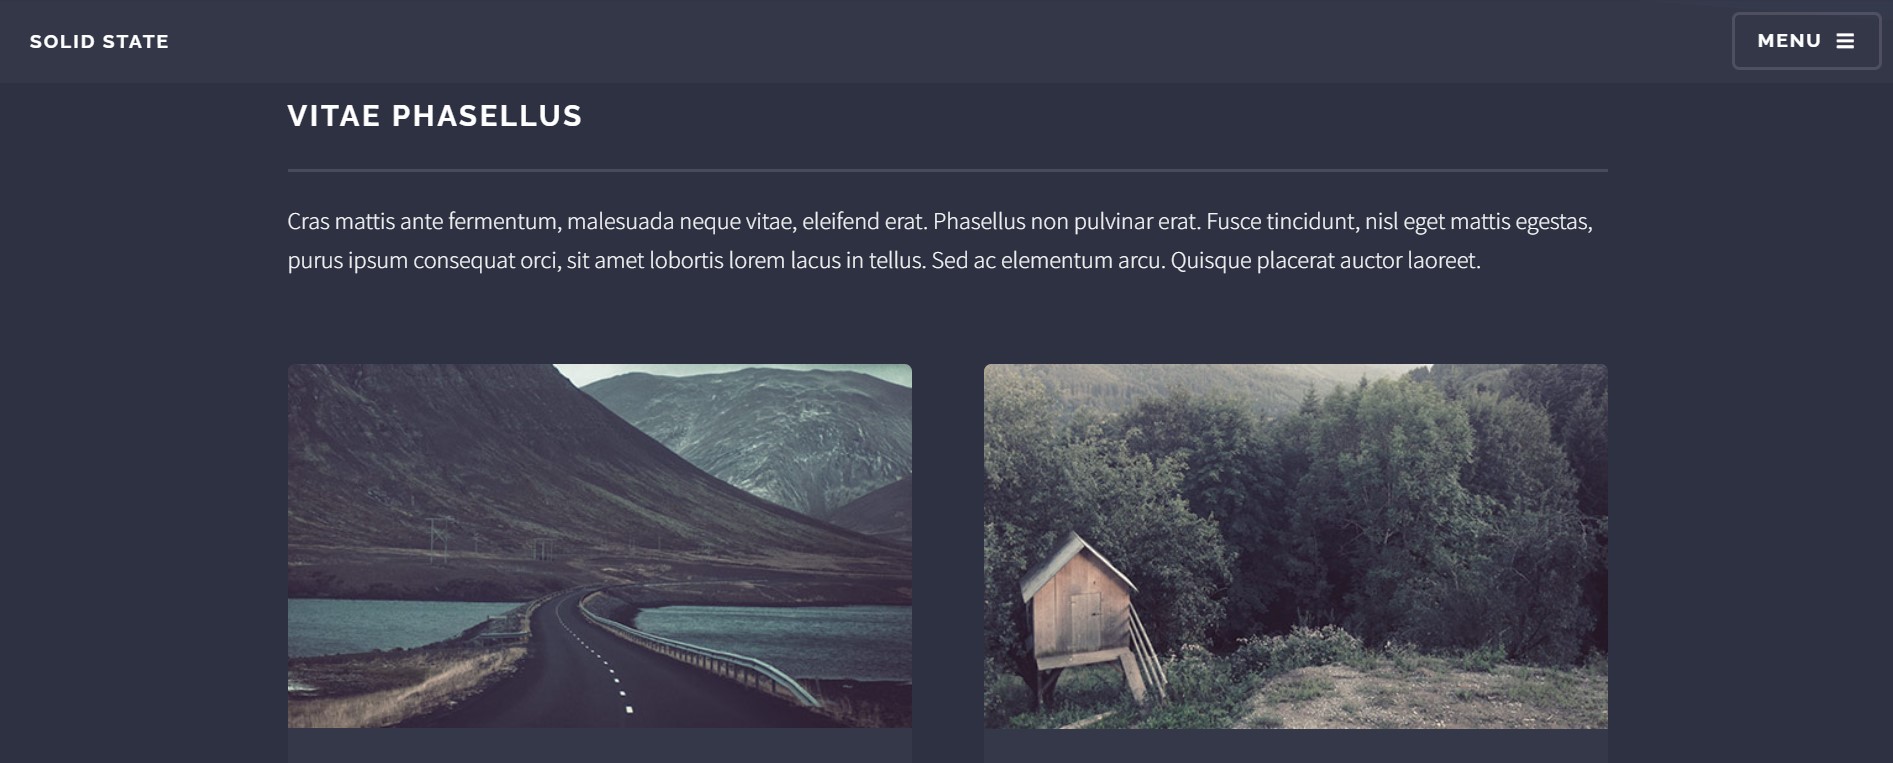 SOLID STATE
MENU
VITAE PHASELLUS
Cras mattis ante fermentum, malesuada neque vitae, eleifend erat. Phasellus non pulvinar erat. Fusce tincidunt, nisl eget mattis egestas,
purus ipsum consequat orci, sit amet lobortis lorem lacus in tellus. Sed ac elementum arcu. Quisque placerat auctor laoreet.